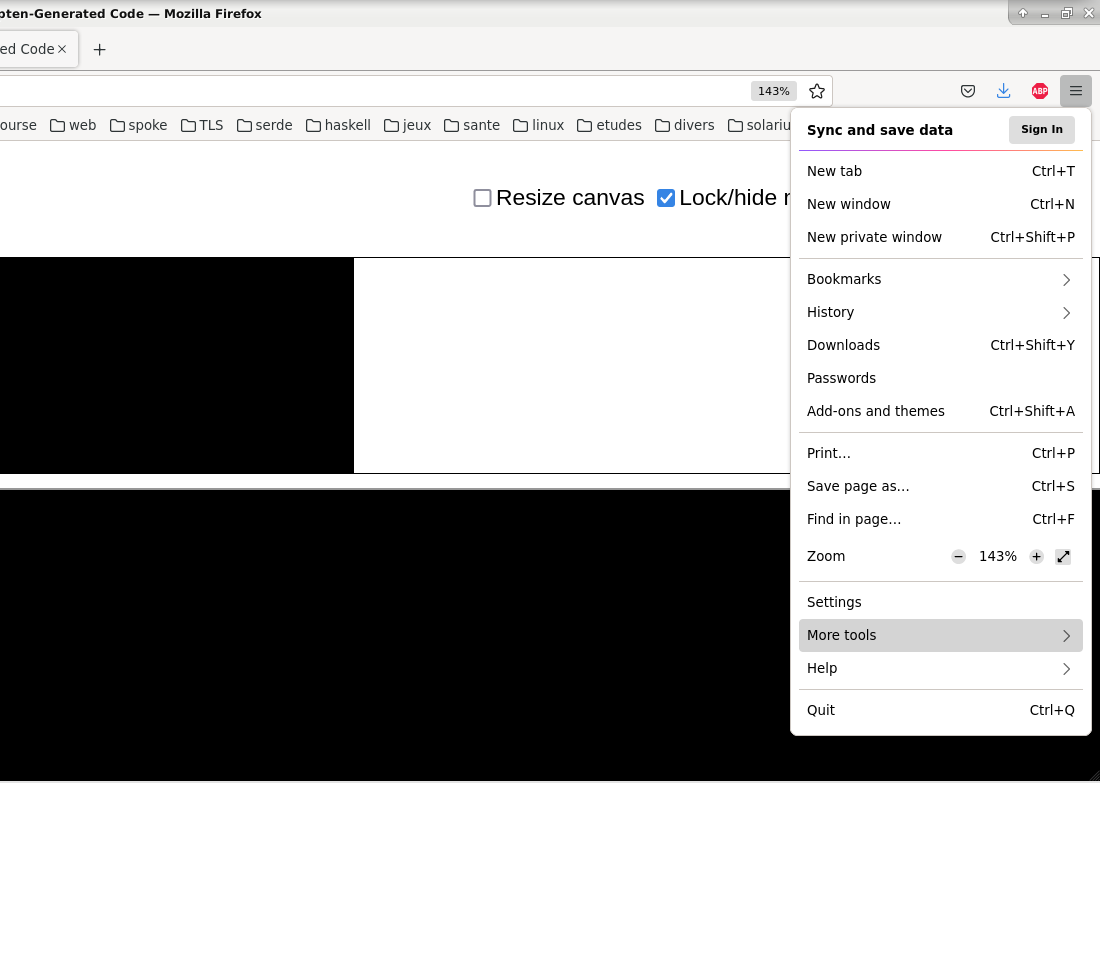 pten-Generated Code — Mozilla Firefox
ed Code
143%
ABP
ourse web spoke TLS serde haskell jeux sante linux etudes divers solariu
Resize canvas Lock/hide
Sync and save data Sign In
New tab Ctrl+T
New window Ctrl+N
New private window Ctrl+Shift+P
Bookmarks
History
Downloads Ctrl+Shift+Y
Passwords
Add-ons and themes Ctrl+Shift+A
Print… Ctrl+P
Save page as… Ctrl+S
Find in page… Ctrl+F
Zoom − 143% +
Settings
More tools
Help
Quit Ctrl+Q